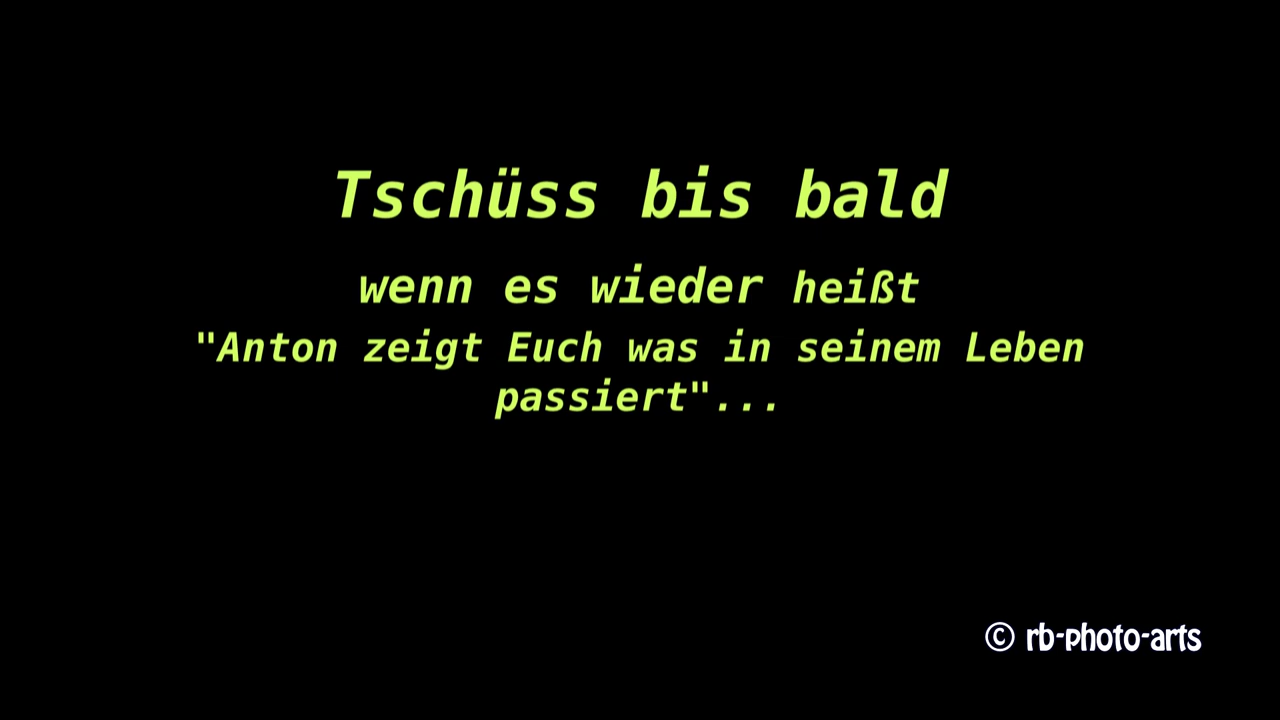 Tschüss bis bald
wenn es wieder heißt
"Anton zeigt Euch was in seinem Leben
passiert"...
© rb-photo-arts